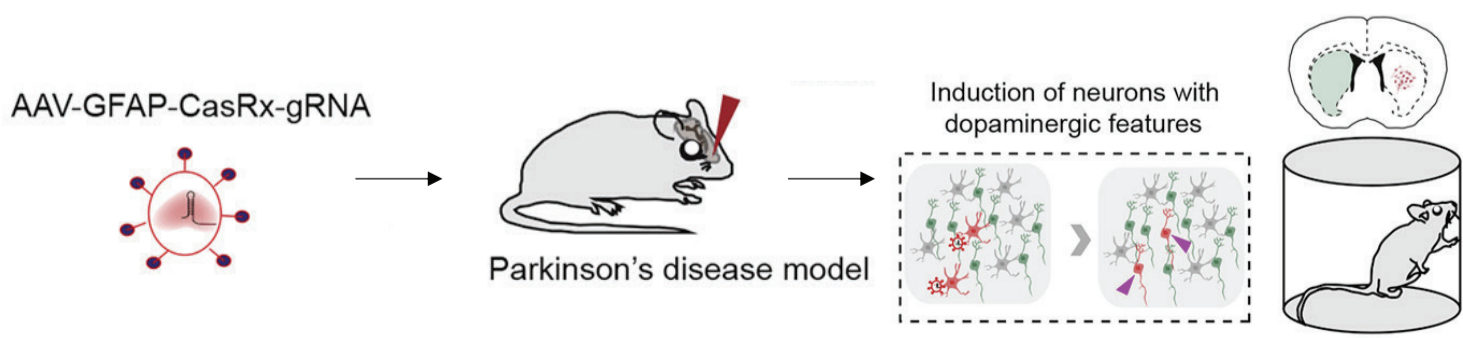 AAV-GFAP-CasRx-gRNA
Parkinson's disease model
Induction of neurons with
dopaminergic features